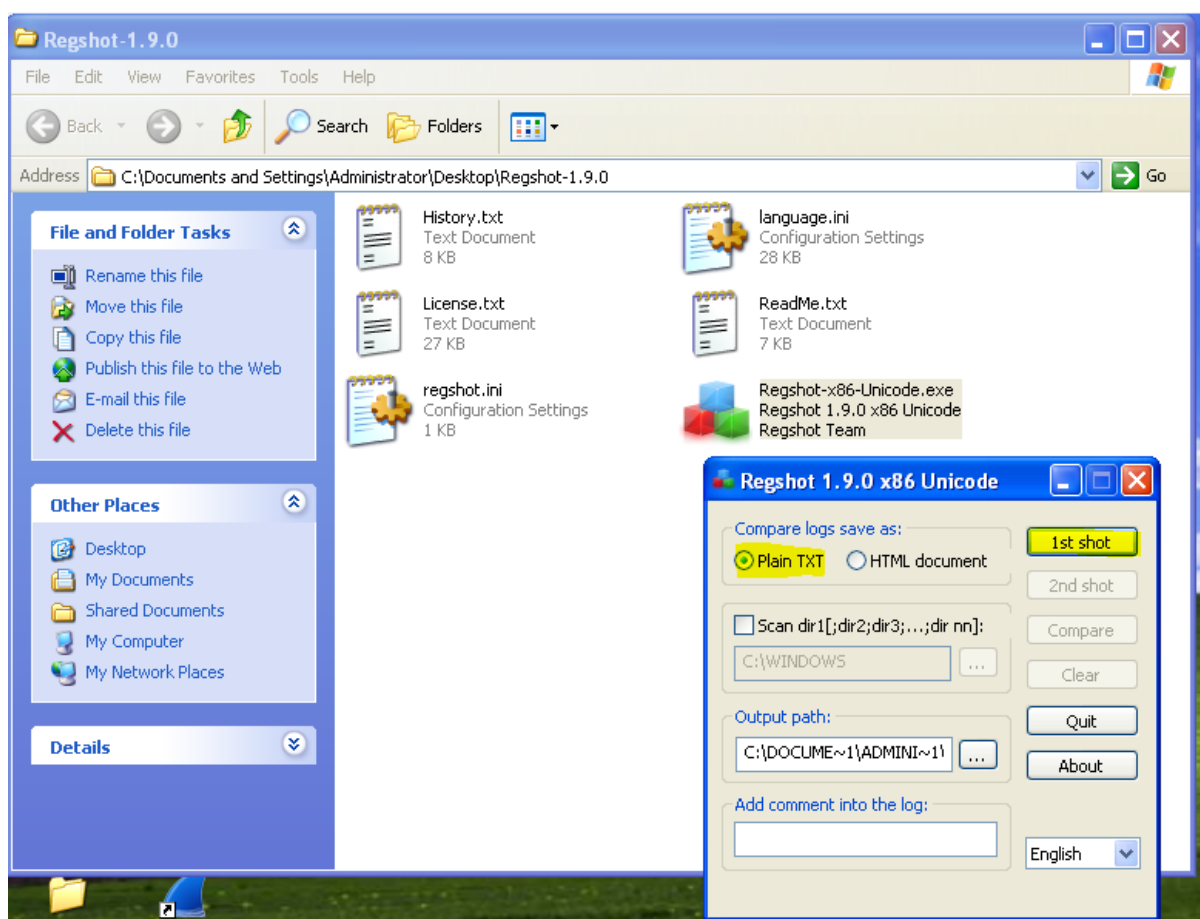 Regshot-1.9.0
File Edit View Favorites Tools Help
Back Search Folders
Address C:\Documents and Settings\Administrator\Desktop\Regshot-1.9.0 Go
File and Folder Tasks
Rename this file
Move this file
Copy this file
Publish this file to the Web
E-mail this file
Delete this file
Other Places
Desktop
My Documents
Shared Documents
My Computer
My Network Places
Details
History.txt
Text Document
8 KB
language.ini
Configuration Settings
28 KB
License.txt
Text Document
27 KB
ReadMe.txt
Text Document
7 KB
regshot.ini
Configuration Settings
1 KB
Regshot-x86-Unicode.exe
Regshot 1.9.0 x86 Unicode
Regshot Team
Regshot 1.9.0 x86 Unicode
Compare logs save as:
Plain TXT HTML document
Scan dir1[;dir2;dir3;...;dir nn]:
C:\WINDOWS ...
Output path:
C:\DOCUME~1\ADMINI~1\ ...
Add comment into the log:
1st shot
2nd shot
Compare
Clear
Quit
About
English